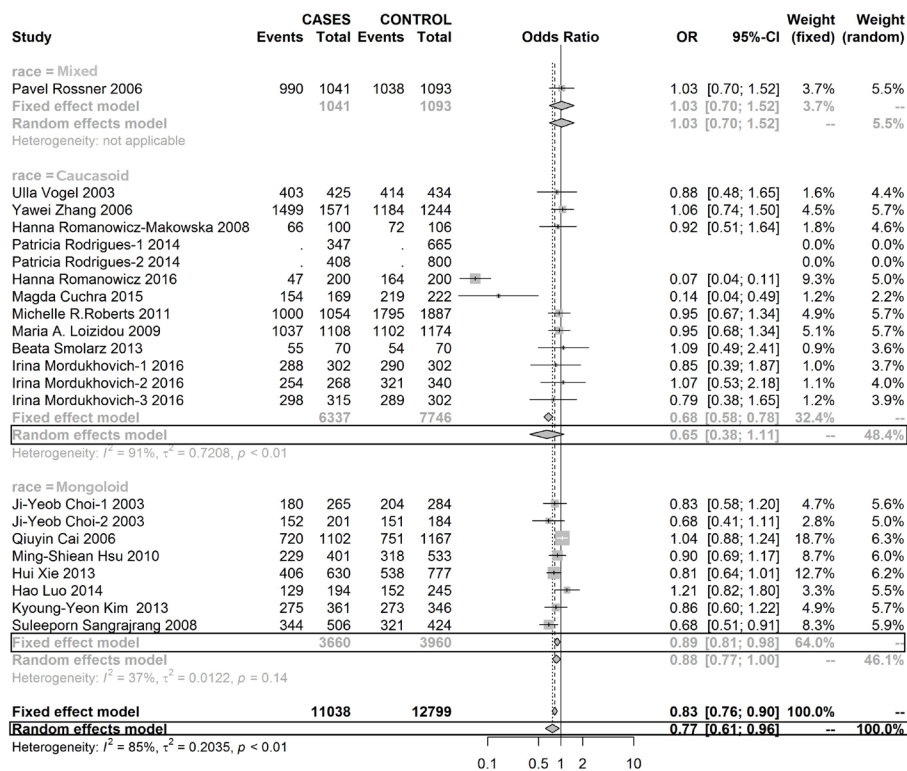 CASES CONTROL Weight Weight
Study Events Total Events Total Odds Ratio OR 95%-CI (fixed) (random)
race = Mixed
Pavel Rossner 2006 990 1041 1038 1093 1.03 [0.70; 1.52] 3.7% 5.5%
Fixed effect model 1041 1093 1.03 [0.70; 1.52] 3.7% --
Random effects model 1.03 [0.70; 1.52] -- 5.5%
Heterogeneity: not applicable
race = Caucasoid
Ulla Vogel 2003 403 425 414 434 0.88 [0.48; 1.65] 1.6% 4.4%
Yawei Zhang 2006 1499 1571 1184 1244 1.06 [0.74; 1.50] 4.5% 5.7%
Hanna Romanowicz-Makowska 2008 66 100 72 106 0.92 [0.51; 1.64] 1.8% 4.6%
Patricia Rodrigues-1 2014 . 347 . 665 0.0% 0.0%
Patricia Rodrigues-2 2014 . 408 . 800 0.0% 0.0%
Hanna Romanowicz 2016 47 200 164 200 0.07 [0.04; 0.11] 9.3% 5.0%
Magda Cuchra 2015 154 169 219 222 0.14 [0.04; 0.49] 1.2% 2.2%
Michelle R.Roberts 2011 1000 1054 1795 1887 0.95 [0.67; 1.34] 4.9% 5.7%
Maria A. Loizidou 2009 1037 1108 1102 1174 0.95 [0.68; 1.34] 5.1% 5.7%
Beata Smolarz 2013 55 70 54 70 1.09 [0.49; 2.41] 0.9% 3.6%
Irina Mordukhovich-1 2016 288 302 290 302 0.85 [0.39; 1.87] 1.0% 3.7%
Irina Mordukhovich-2 2016 254 268 321 340 1.07 [0.53; 2.18] 1.1% 4.0%
Irina Mordukhovich-3 2016 298 315 289 302 0.79 [0.38; 1.65] 1.2% 3.9%
Fixed effect model 6337 7746 0.68 [0.58; 0.78] 32.4% --
Random effects model 0.65 [0.38; 1.11] -- 48.4%
Heterogeneity: I² = 91%, τ² = 0.7208, p < 0.01
race = Mongoloid
Ji-Yeob Choi-1 2003 180 265 204 284 0.83 [0.58; 1.20] 4.7% 5.6%
Ji-Yeob Choi-2 2003 152 201 151 184 0.68 [0.41; 1.11] 2.8% 5.0%
Qiuyin Cai 2006 720 1102 751 1167 1.04 [0.88; 1.24] 18.7% 6.3%
Ming-Shiean Hsu 2010 229 401 318 533 0.90 [0.69; 1.17] 8.7% 6.0%
Hui Xie 2013 406 630 538 777 0.81 [0.64; 1.01] 12.7% 6.2%
Hao Luo 2014 129 194 152 245 1.21 [0.82; 1.80] 3.3% 5.5%
Kyoung-Yeon Kim 2013 275 361 273 346 0.86 [0.60; 1.22] 4.9% 5.7%
Suleeporn Sangrajrang 2008 344 506 321 424 0.68 [0.51; 0.91] 8.3% 5.9%
Fixed effect model 3660 3960 0.89 [0.81; 0.98] 64.0% --
Random effects model 0.88 [0.77; 1.00] -- 46.1%
Heterogeneity: I² = 37%, τ² = 0.0122, p = 0.14
Fixed effect model 11038 12799 0.83 [0.76; 0.90] 100.0% --
Random effects model 0.77 [0.61; 0.96] -- 100.0%
Heterogeneity: I² = 85%, τ² = 0.2035, p < 0.01
0.1 0.5 1 2 10